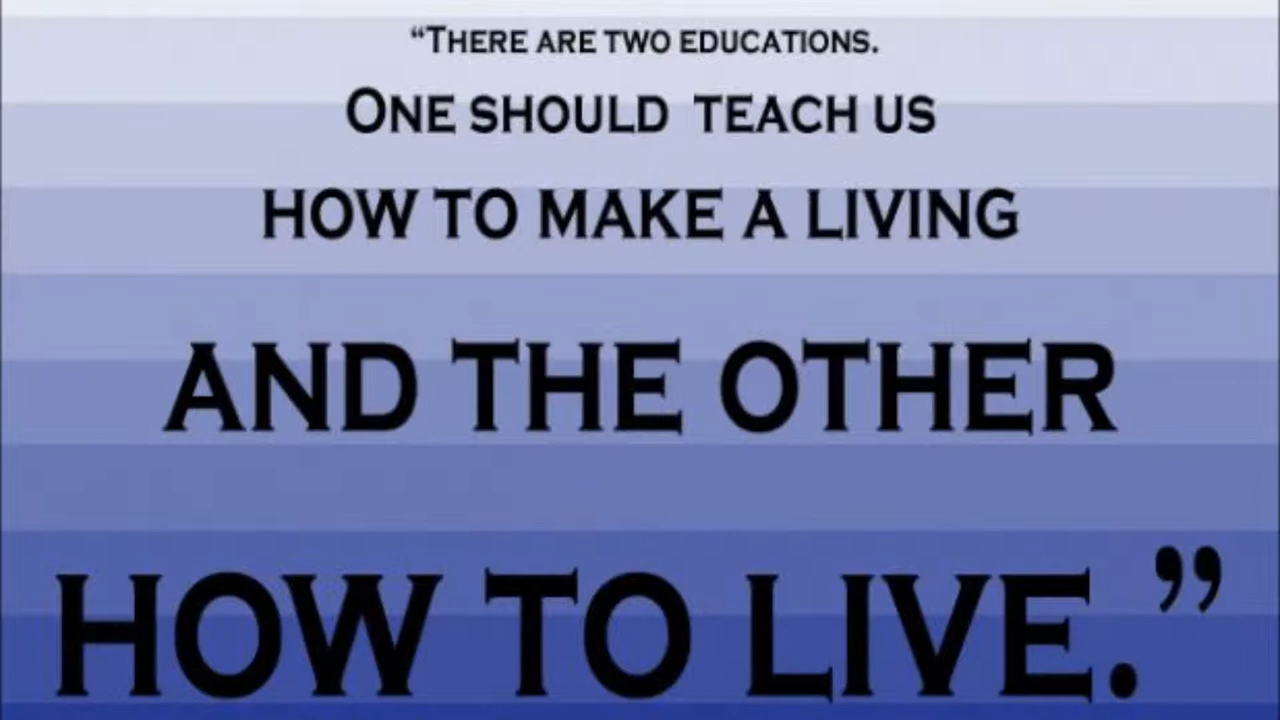 “There are two educations.
One should teach us
how to make a living
and the other
how to live.”